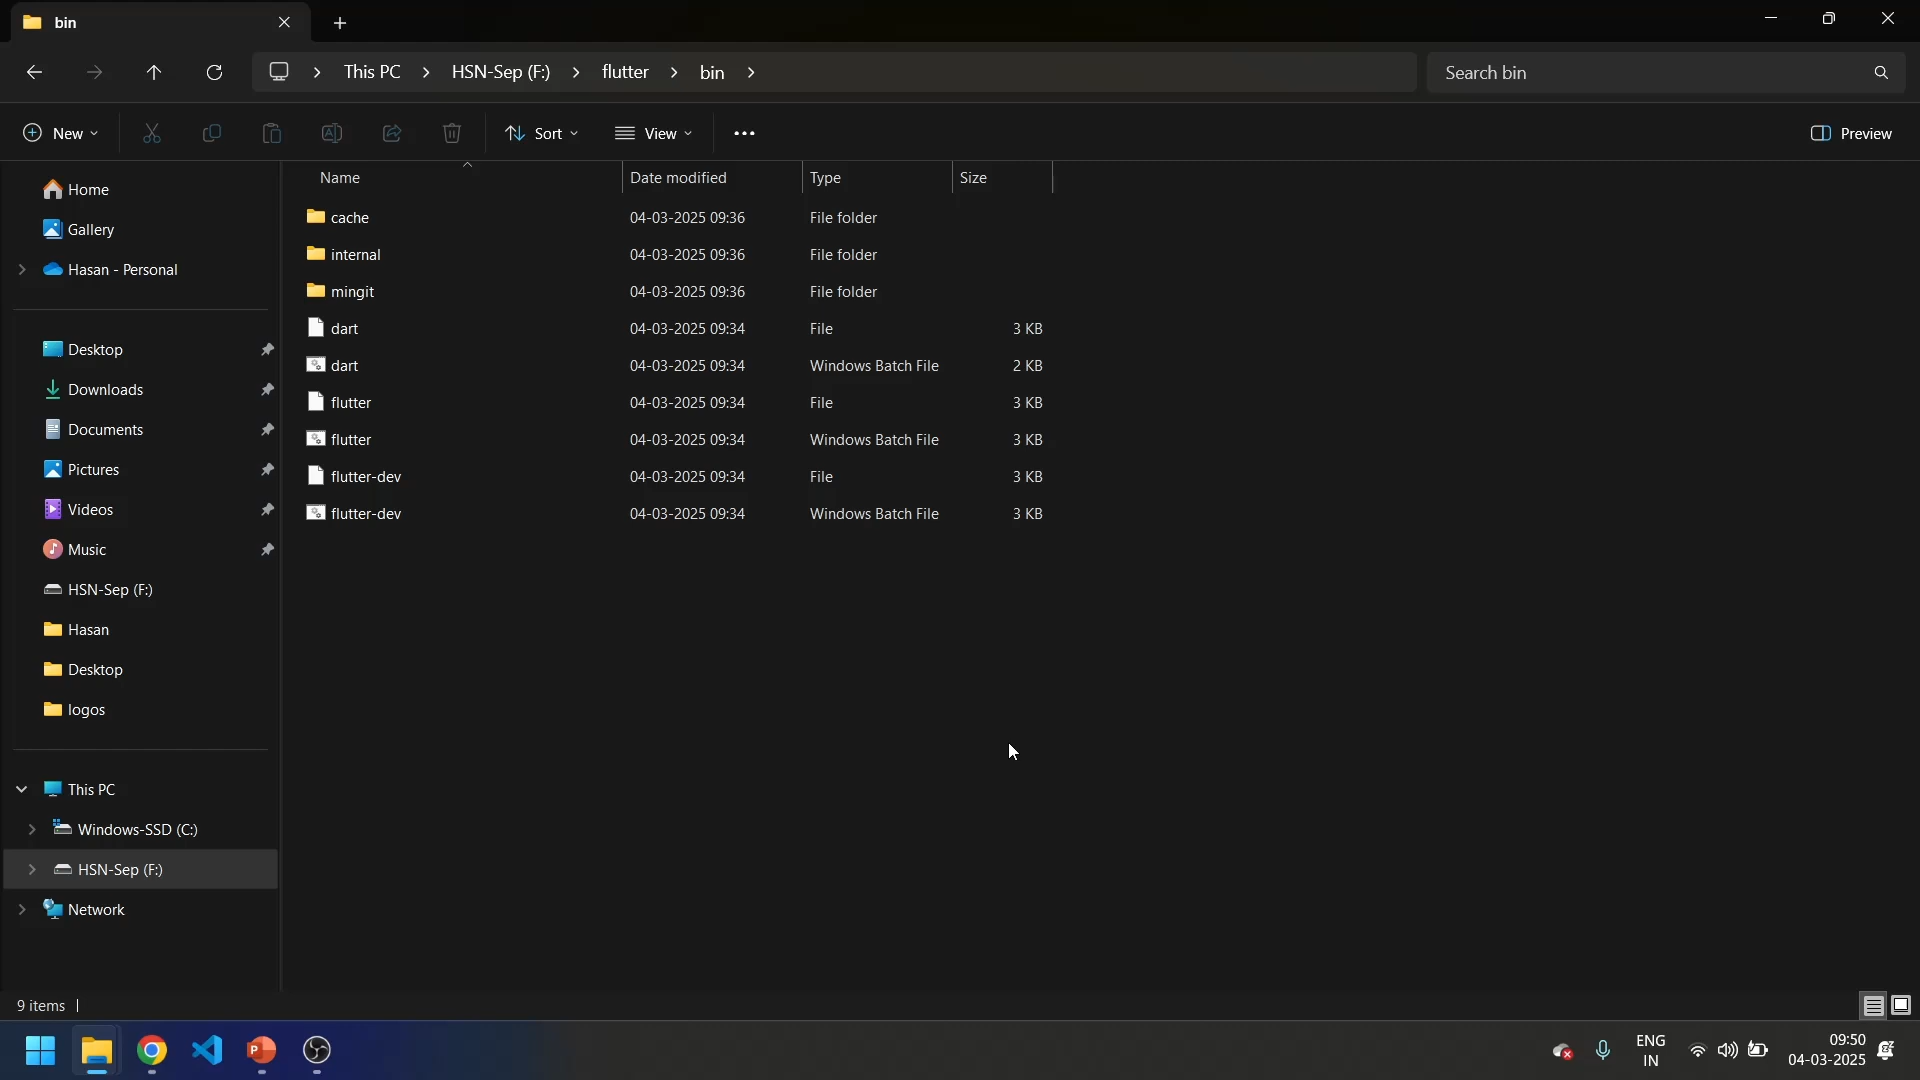 bin
This PC > HSN-Sep (F:) > flutter > bin >
Search bin
New
Sort
View
Preview
Name Date modified Type Size
cache 04-03-2025 09:36 File folder
internal 04-03-2025 09:36 File folder
mingit 04-03-2025 09:36 File folder
dart 04-03-2025 09:34 File 3 KB
dart 04-03-2025 09:34 Windows Batch File 2 KB
flutter 04-03-2025 09:34 File 3 KB
flutter 04-03-2025 09:34 Windows Batch File 3 KB
flutter-dev 04-03-2025 09:34 File 3 KB
flutter-dev 04-03-2025 09:34 Windows Batch File 3 KB
Home
Gallery
Hasan - Personal
Desktop
Downloads
Documents
Pictures
Videos
Music
HSN-Sep (F:)
Hasan
Desktop
logos
This PC
Windows-SSD (C:)
HSN-Sep (F:)
Network
9 items
ENG
IN
09:50
04-03-2025